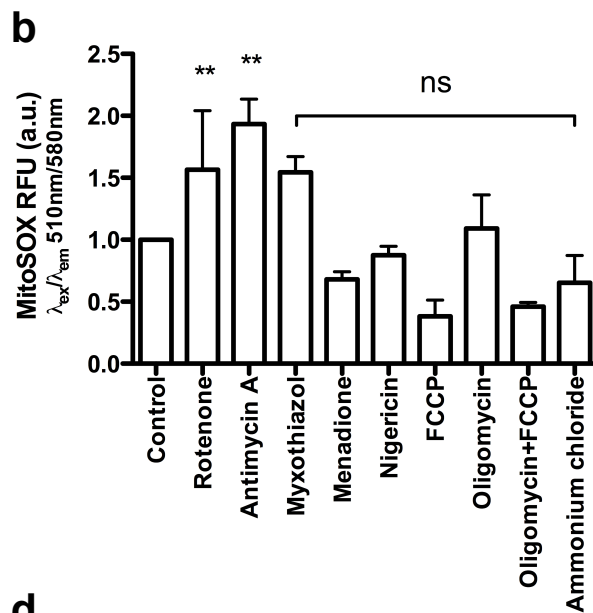 b
MitoSOX RFU (a.u.)
λex/λem 510nm/580nm
2.5
2.0
1.5
1.0
0.5
0.0
**
**
ns
Control
Rotenone
Antimycin A
Myxothiazol
Menadione
Nigericin
FCCP
Oligomycin
Oligomycin+FCCP
Ammonium chloride
d